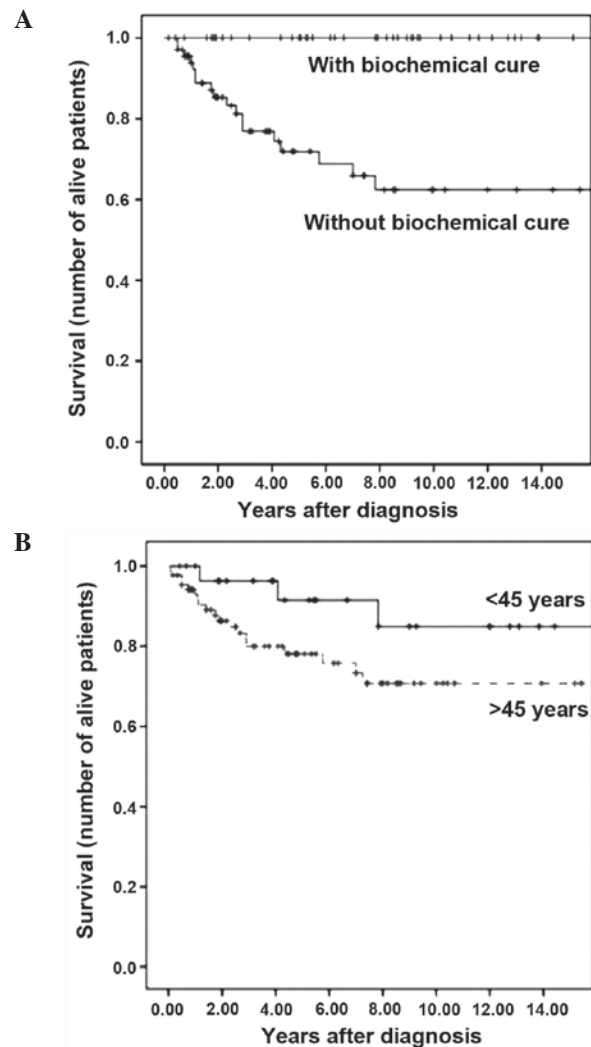 A
1.0
0.8
0.6
0.4
0.2
0.0
Survival (number of alive patients)
With biochemical cure
Without biochemical cure
0.00 2.00 4.00 6.00 8.00 10.00 12.00 14.00
Years after diagnosis
B
1.0
0.8
0.6
0.4
0.2
0.0
Survival (number of alive patients)
<45 years
>45 years
0.00 2.00 4.00 6.00 8.00 10.00 12.00 14.00
Years after diagnosis